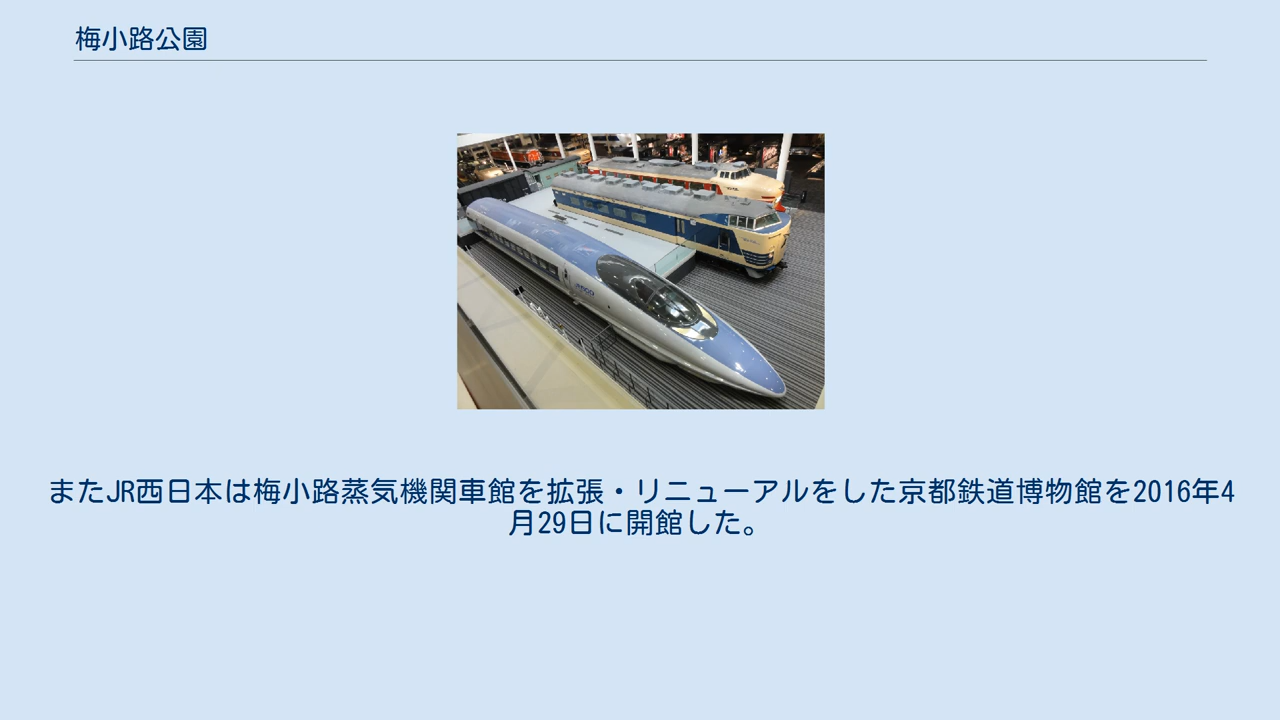 梅小路公園
またJR西日本は梅小路蒸気機関車館を拡張・リニューアルをした京都鉄道博物館を2016年4
月29日に開館した。